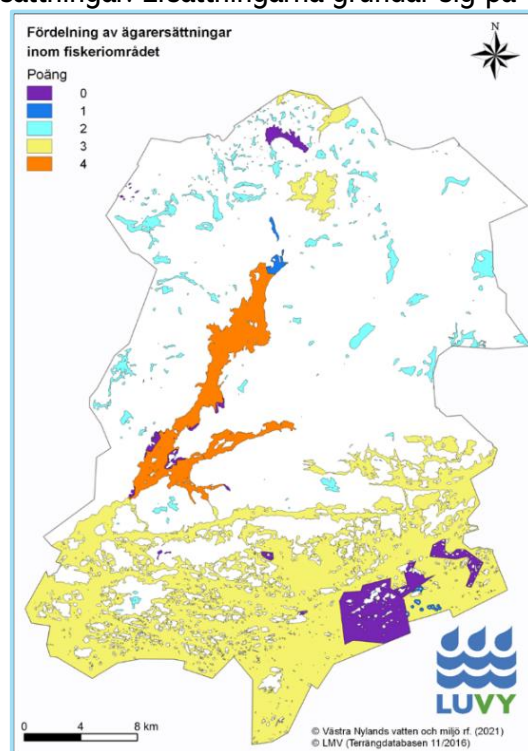 Fördelning av ägarersättningar
inom fiskeriområdet
Poäng
0
1
2
3
4
N
0 4 8 km
LUVY
© Västra Nylands vatten och miljö rf. (2021)
© LMV (Terrängdatabasen 11/2016)